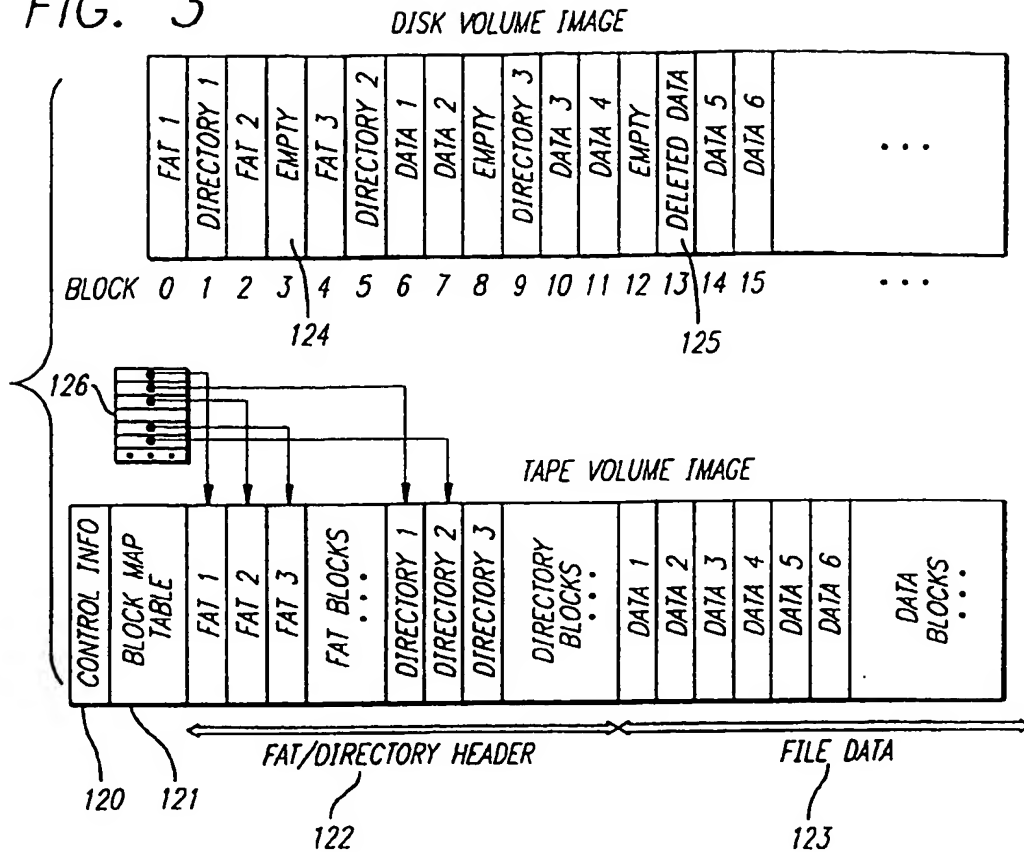 FIG. 3
DISK VOLUME IMAGE
FAT 1
DIRECTORY 1
FAT 2
EMPTY
FAT 3
DIRECTORY 2
DATA 1
DATA 2
EMPTY
DIRECTORY 3
DATA 3
DATA 4
EMPTY
DELETED DATA
DATA 5
DATA 6
• • •
BLOCK 0 1 2 3 4 5 6 7 8 9 10 11 12 13 14 15 • • •
124
125
126
• • •
TAPE VOLUME IMAGE
CONTROL INFO
BLOCK MAP
TABLE
FAT 1
FAT 2
FAT 3
FAT BLOCKS
• • •
DIRECTORY 1
DIRECTORY 2
DIRECTORY 3
DIRECTORY
BLOCKS
• • •
DATA 1
DATA 2
DATA 3
DATA 4
DATA 5
DATA 6
DATA
BLOCKS
• • •
FAT/DIRECTORY HEADER
FILE DATA
120
121
122
123